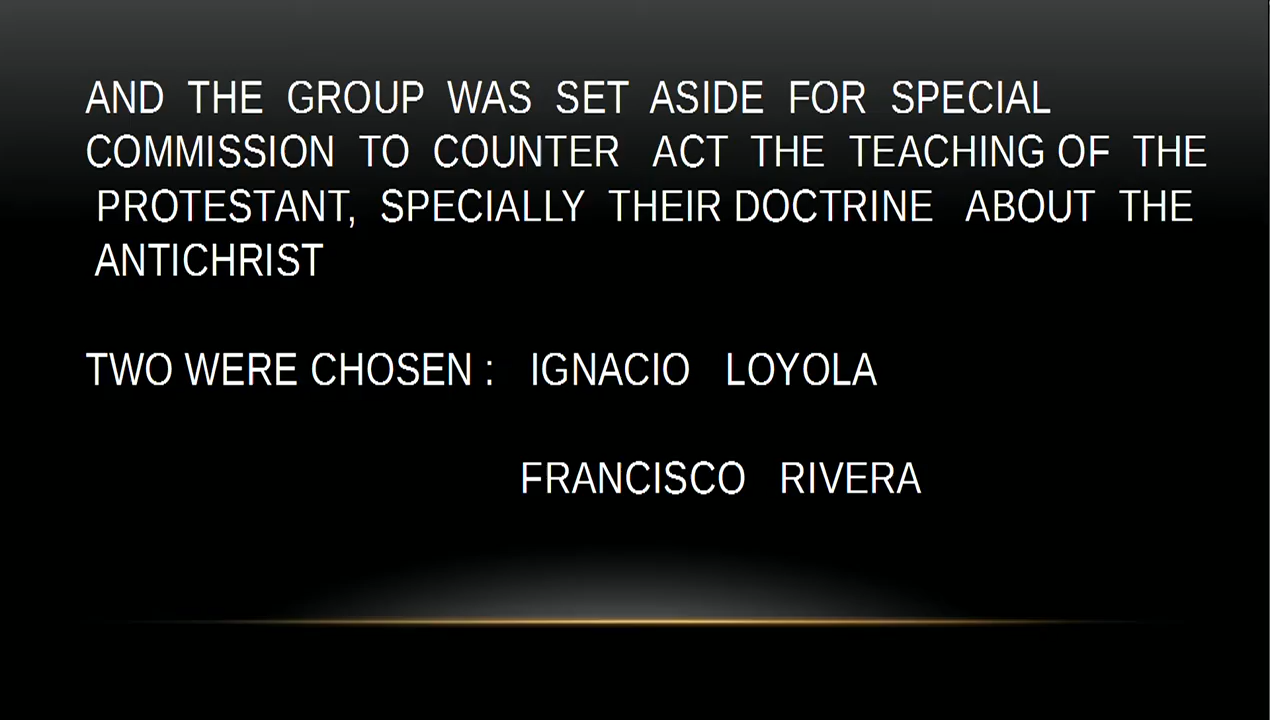 AND THE GROUP WAS SET ASIDE FOR SPECIAL
COMMISSION TO COUNTER ACT THE TEACHING OF THE
PROTESTANT, SPECIALLY THEIR DOCTRINE ABOUT THE
ANTICHRIST
TWO WERE CHOSEN : IGNACIO LOYOLA
FRANCISCO RIVERA